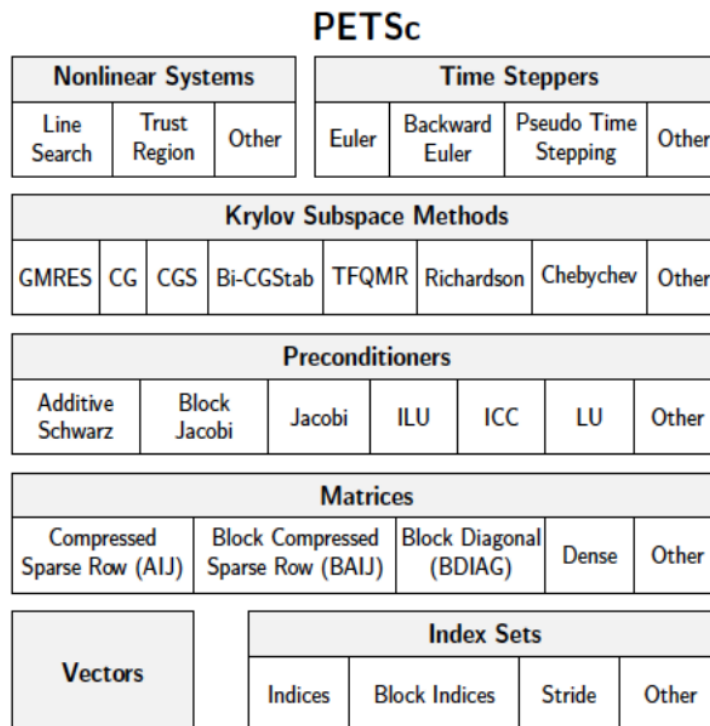 PETSc
Nonlinear Systems
Line
Search
Trust
Region
Other
Time Steppers
Euler
Backward
Euler
Pseudo Time
Stepping
Other
Krylov Subspace Methods
GMRES
CG
CGS
Bi-CGStab
TFQMR
Richardson
Chebychev
Other
Preconditioners
Additive
Schwarz
Block
Jacobi
Jacobi
ILU
ICC
LU
Other
Matrices
Compressed
Sparse Row (AIJ)
Block Compressed
Sparse Row (BAIJ)
Block Diagonal
(BDIAG)
Dense
Other
Vectors
Index Sets
Indices
Block Indices
Stride
Other